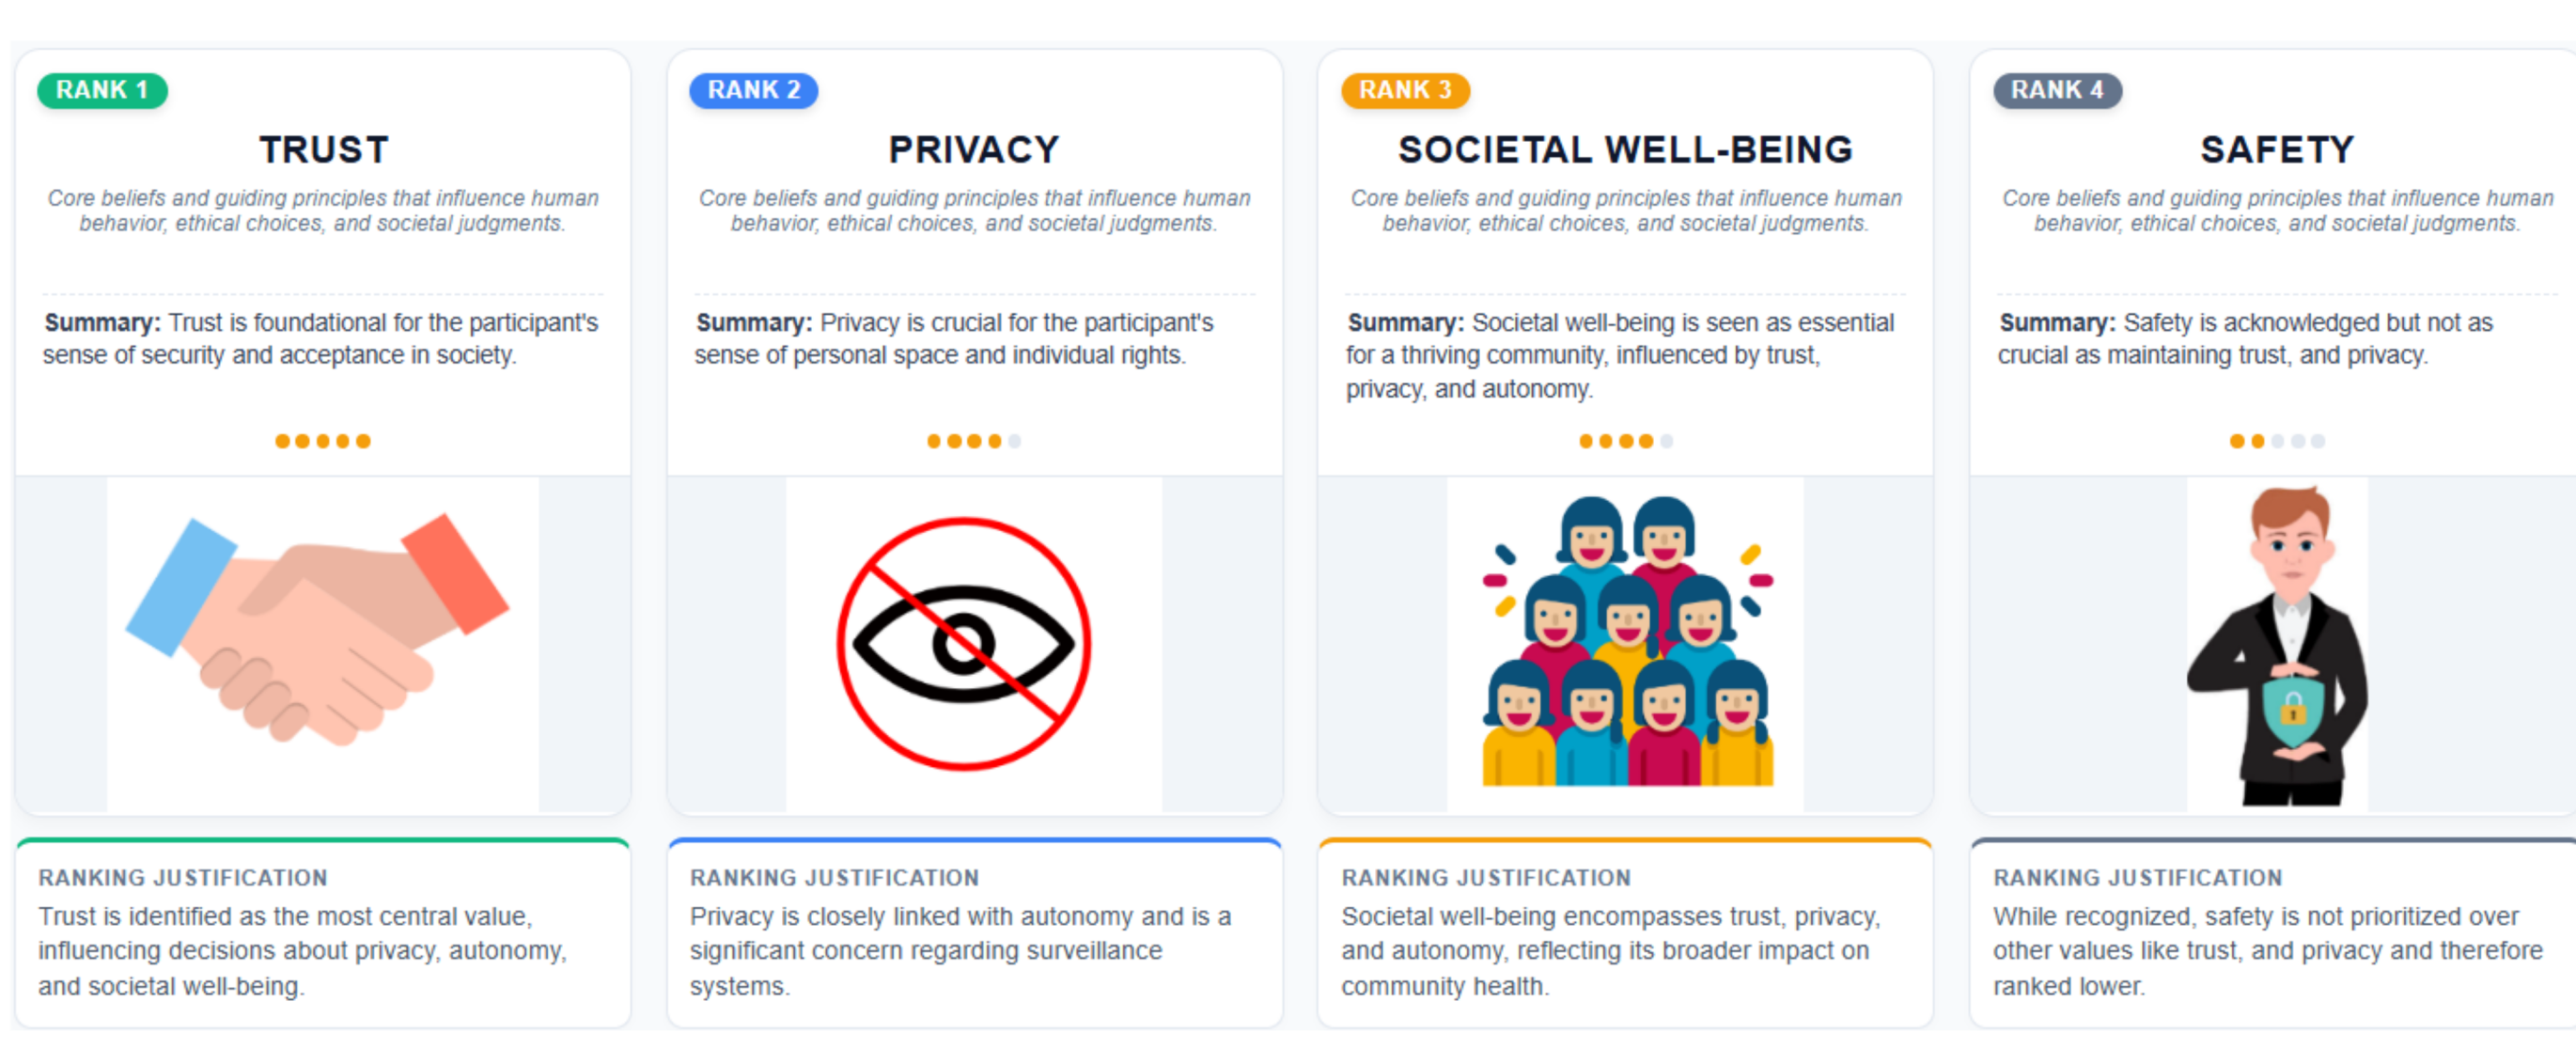 RANK 1
TRUST
Core beliefs and guiding principles that influence human
behavior, ethical choices, and societal judgments.
Summary: Trust is foundational for the participant's
sense of security and acceptance in society.
RANKING JUSTIFICATION
Trust is identified as the most central value,
influencing decisions about privacy, autonomy,
and societal well-being.
RANK 2
PRIVACY
Core beliefs and guiding principles that influence human
behavior, ethical choices, and societal judgments.
Summary: Privacy is crucial for the participant's
sense of personal space and individual rights.
RANKING JUSTIFICATION
Privacy is closely linked with autonomy and is a
significant concern regarding surveillance
systems.
RANK 3
SOCIETAL WELL-BEING
Core beliefs and guiding principles that influence human
behavior, ethical choices, and societal judgments.
Summary: Societal well-being is seen as essential
for a thriving community, influenced by trust,
privacy, and autonomy.
RANKING JUSTIFICATION
Societal well-being encompasses trust, privacy,
and autonomy, reflecting its broader impact on
community health.
RANK 4
SAFETY
Core beliefs and guiding principles that influence human
behavior, ethical choices, and societal judgments.
Summary: Safety is acknowledged but not as
crucial as maintaining trust, and privacy.
RANKING JUSTIFICATION
While recognized, safety is not prioritized over
other values like trust, and privacy and therefore
ranked lower.